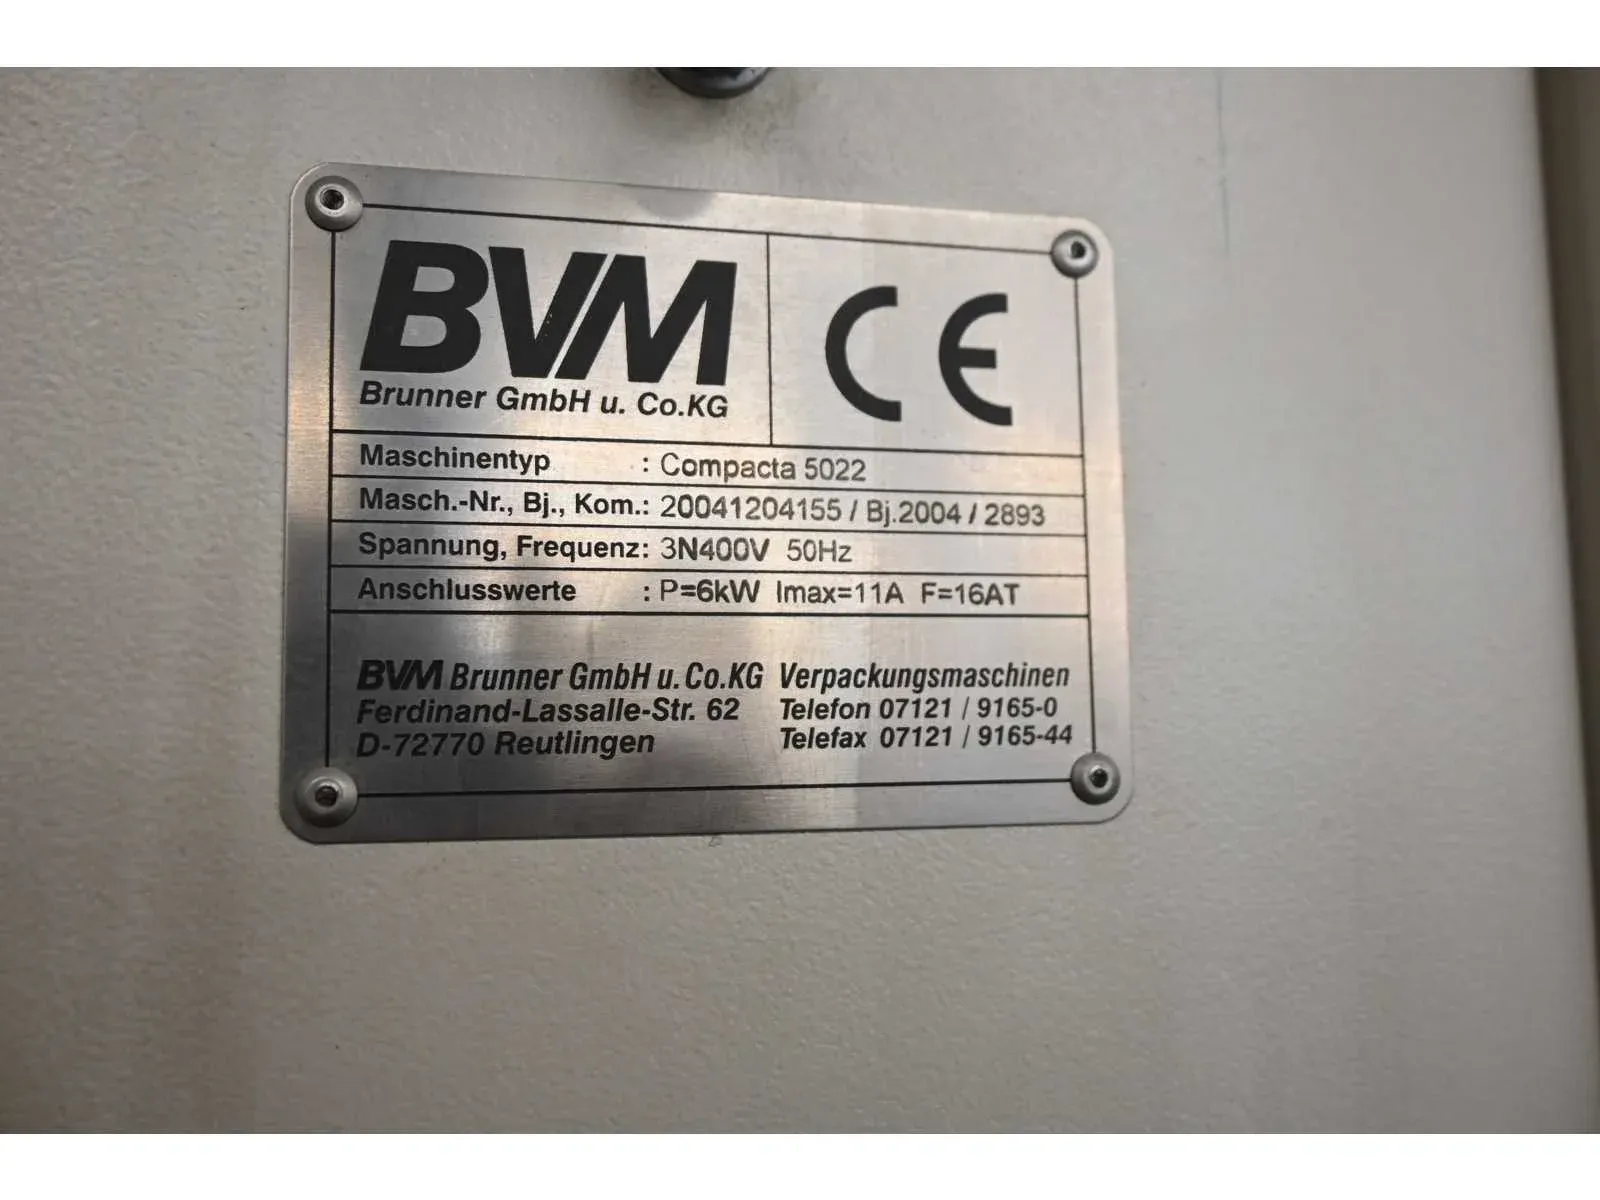 BVM
Brunner GmbH u. Co.KG
CE
Maschinentyp : Compacta 5022
Masch.-Nr., Bj., Kom.: 20041204155 / Bj.2004 / 2893
Spannung, Frequenz: 3N400V 50Hz
Anschlusswerte : P=6kW Imax=11A F=16AT
BVM Brunner GmbH u. Co.KG Verpackungsmaschinen
Ferdinand-Lassalle-Str. 62 Telefon 07121 / 9165-0
D-72770 Reutlingen Telefax 07121 / 9165-44